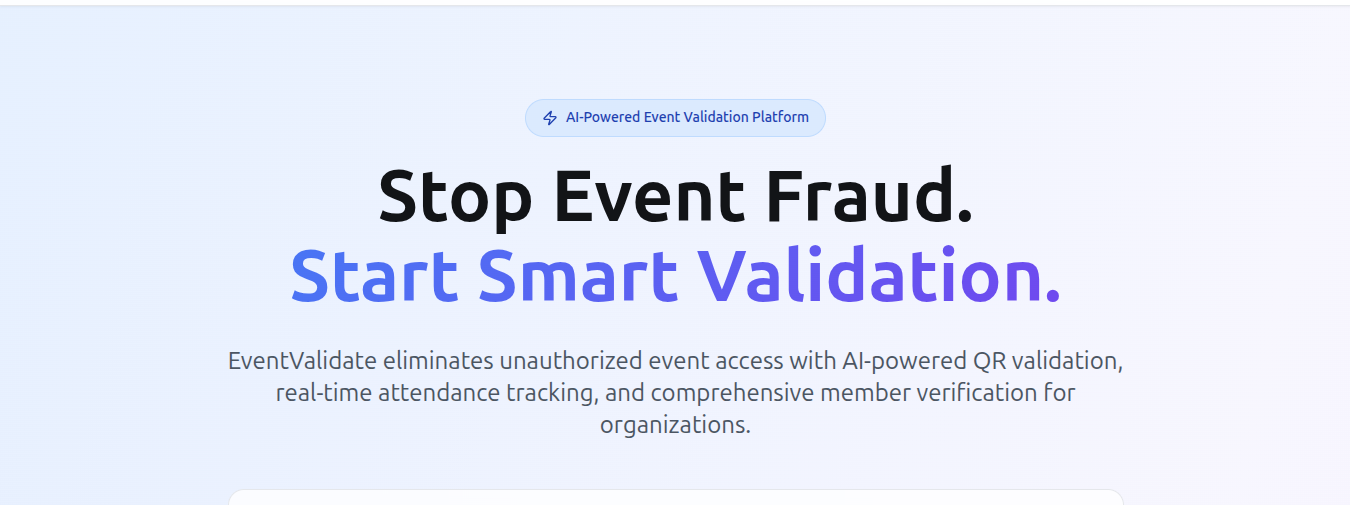 AI-Powered Event Validation Platform
Stop Event Fraud.
Start Smart Validation.
EventValidate eliminates unauthorized event access with AI-powered QR validation,
real-time attendance tracking, and comprehensive member verification for
organizations.